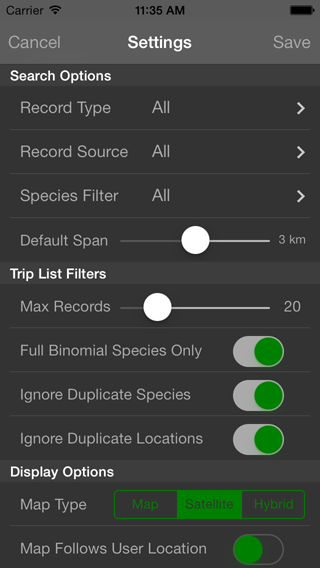 Carrier 11:35 AM
Cancel Settings Save
Search Options
Record Type All
Record Source All
Species Filter All
Default Span 3 km
Trip List Filters
Max Records 20
Full Binomial Species Only
Ignore Duplicate Species
Ignore Duplicate Locations
Display Options
Map Type Map Satellite Hybrid
Map Follows User Location